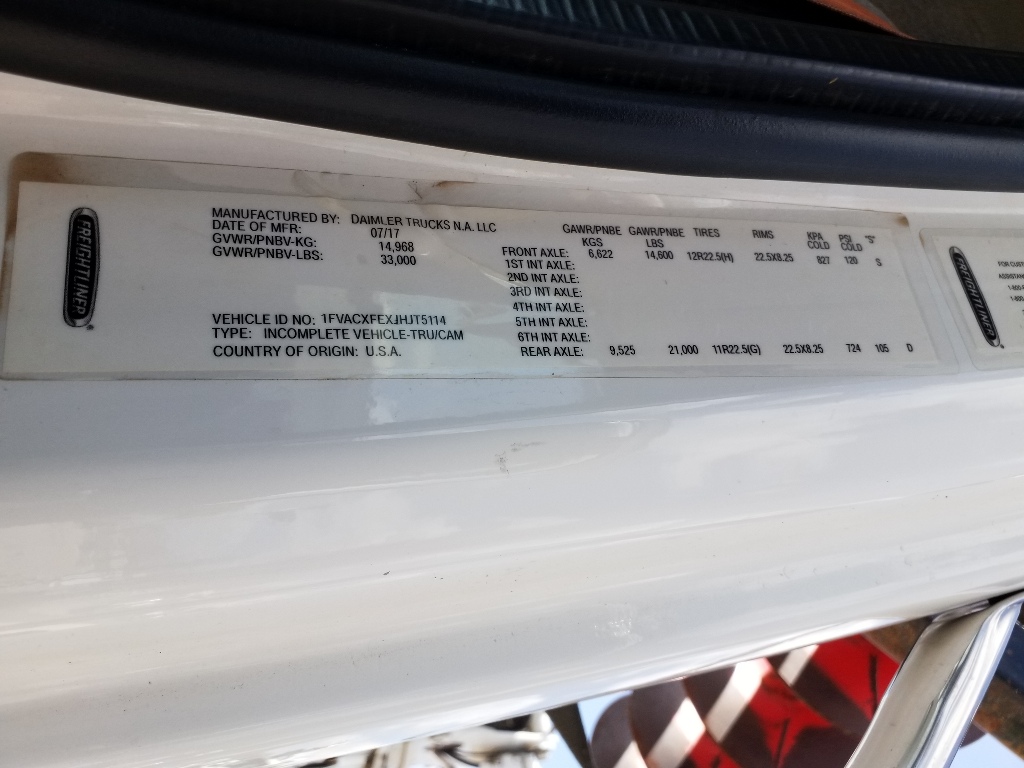 FREIGHTLINER
MANUFACTURED BY: DAIMLER TRUCKS N.A. LLC
DATE OF MFR: 07/17
GVWR/PNBV-KG: 14,968
GVWR/PNBV-LBS: 33,000
VEHICLE ID NO: 1FVACXFEXJHJT5114
TYPE: INCOMPLETE VEHICLE-TRU/CAM
COUNTRY OF ORIGIN: U.S.A.
GAWR/PNBE KGS GAWR/PNBE LBS TIRES RIMS KPA COLD PSI COLD "S"
FRONT AXLE: 6,622 14,600 12R22.5(H) 22.5X8.25 827 120 S
1ST INT AXLE:
2ND INT AXLE:
3RD INT AXLE:
4TH INT AXLE:
5TH INT AXLE:
6TH INT AXLE:
REAR AXLE: 9,525 21,000 11R22.5(G) 22.5X8.25 724 105 D
FREIGHTLINER
FOR CUST
ASSISTAN